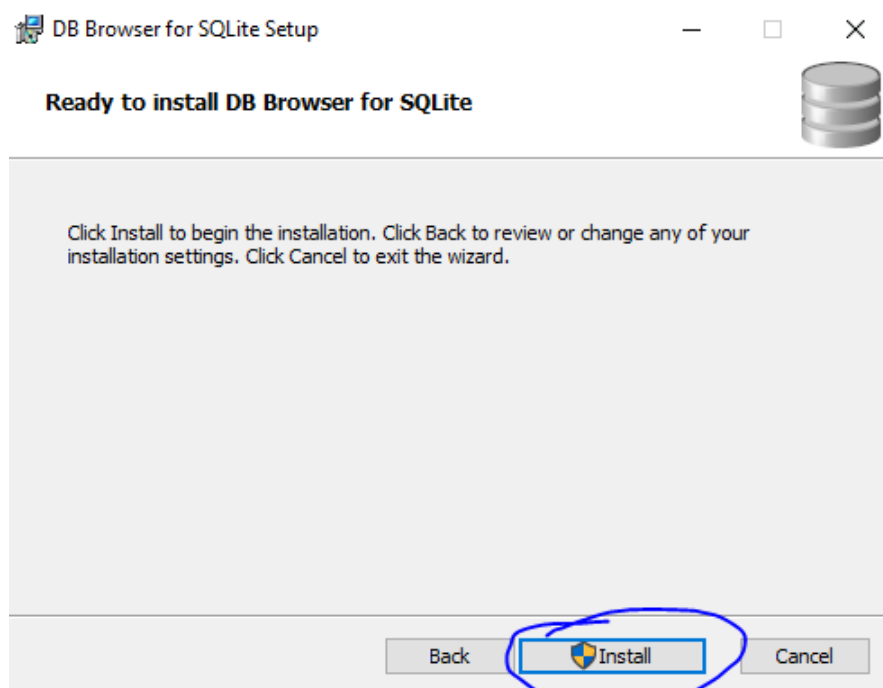 DB Browser for SQLite Setup
Ready to install DB Browser for SQLite
Click Install to begin the installation. Click Back to review or change any of your
installation settings. Click Cancel to exit the wizard.
Back Install Cancel